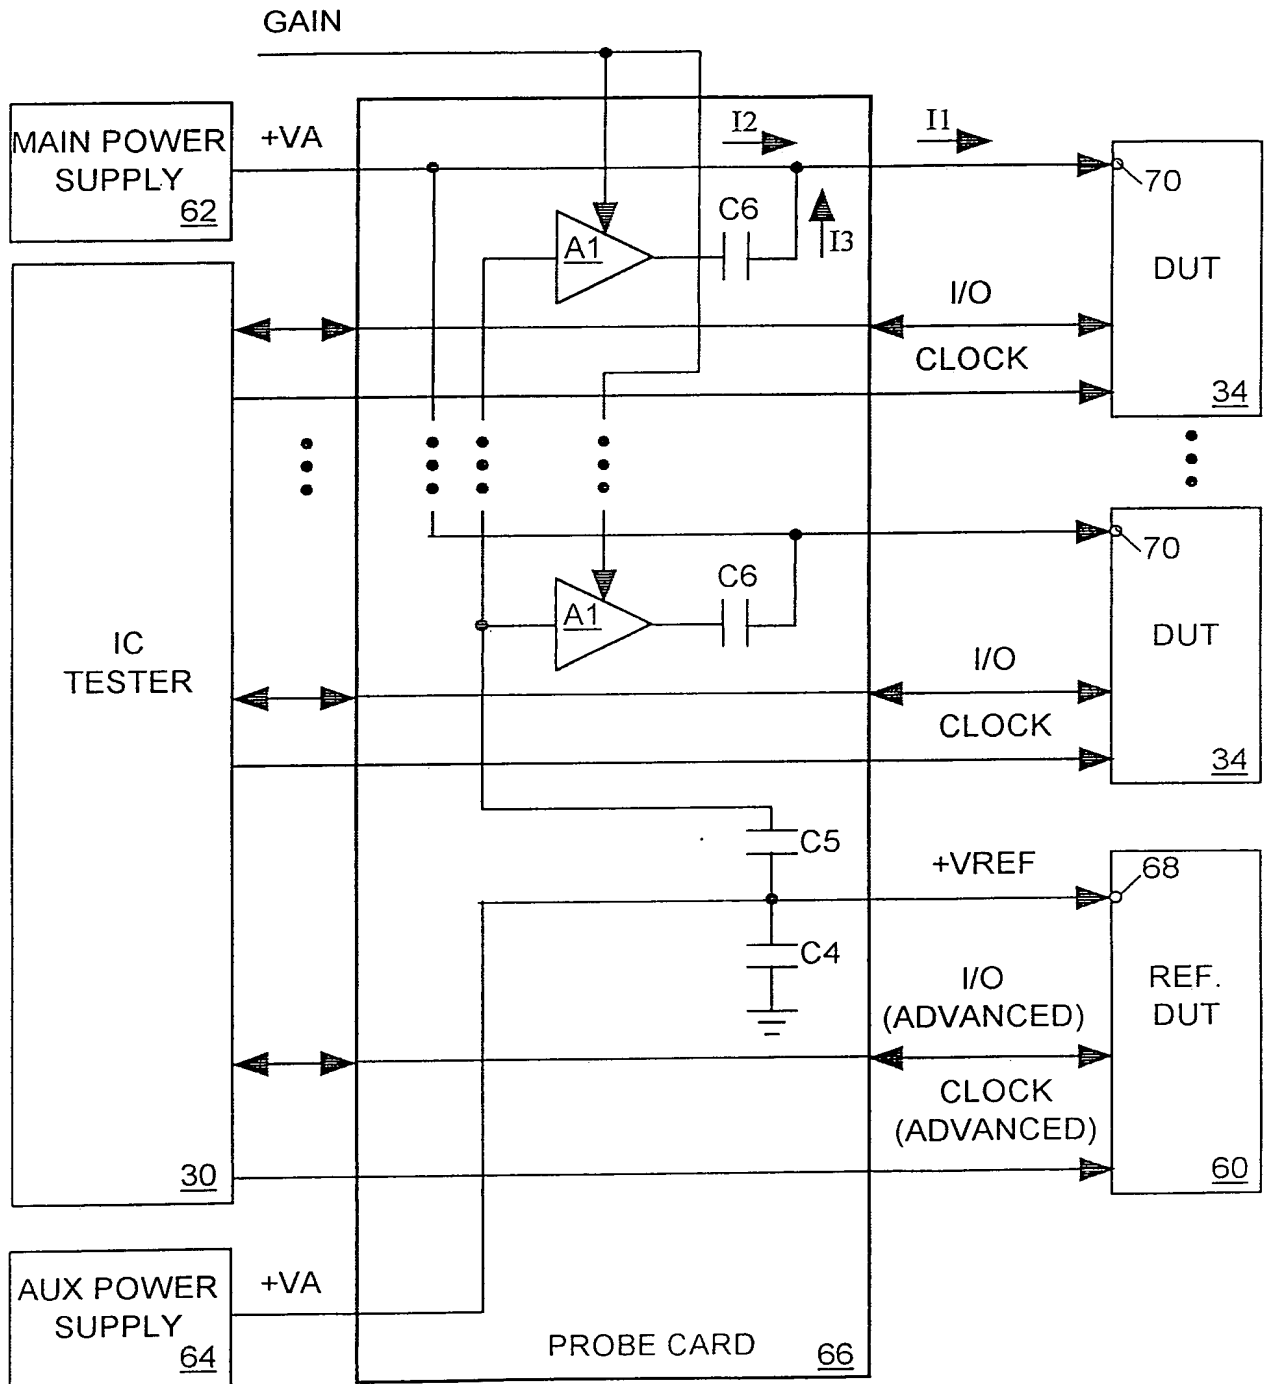 GAIN
MAIN POWER
SUPPLY
62
+VA
I2
I1
70
A1
C6
I3
DUT
I/O
CLOCK
34
70
A1
C6
DUT
IC
TESTER
I/O
CLOCK
34
C5
+VREF
68
C4
I/O
(ADVANCED)
REF.
DUT
CLOCK
(ADVANCED)
30
60
AUX POWER
SUPPLY
64
+VA
PROBE CARD
66